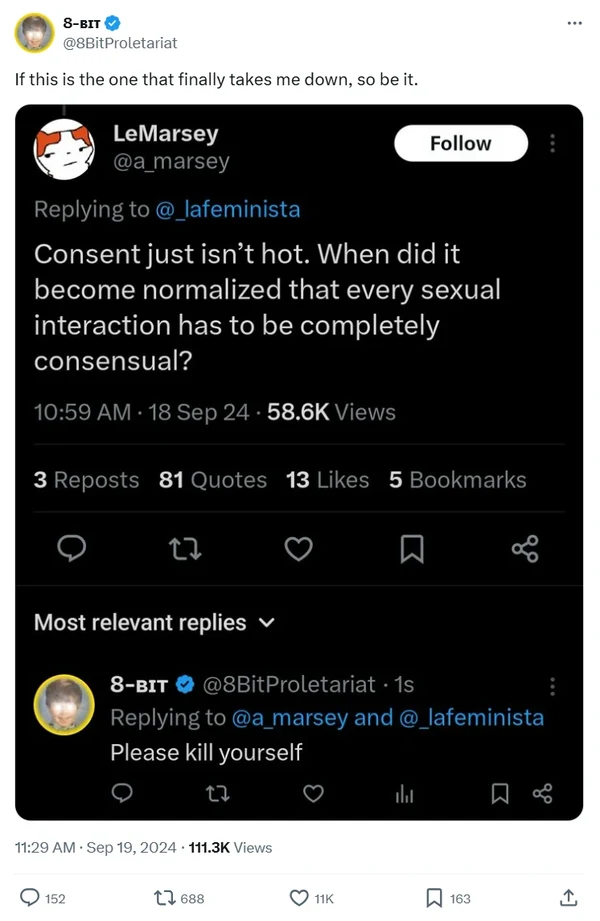 8-BIT
@8BitProletariat
If this is the one that finally takes me down, so be it.
LeMarsey
@a_marsey
Follow
Replying to @_lafeminista
Consent just isn’t hot. When did it
become normalized that every sexual
interaction has to be completely
consensual?
10:59 AM · 18 Sep 24 · 58.6K Views
3 Reposts 81 Quotes 13 Likes 5 Bookmarks
Most relevant replies
8-BIT @8BitProletariat · 1s
Replying to @a_marsey and @_lafeminista
Please kill yourself
11:29 AM · Sep 19, 2024 · 111.3K Views
152 688 11K 163